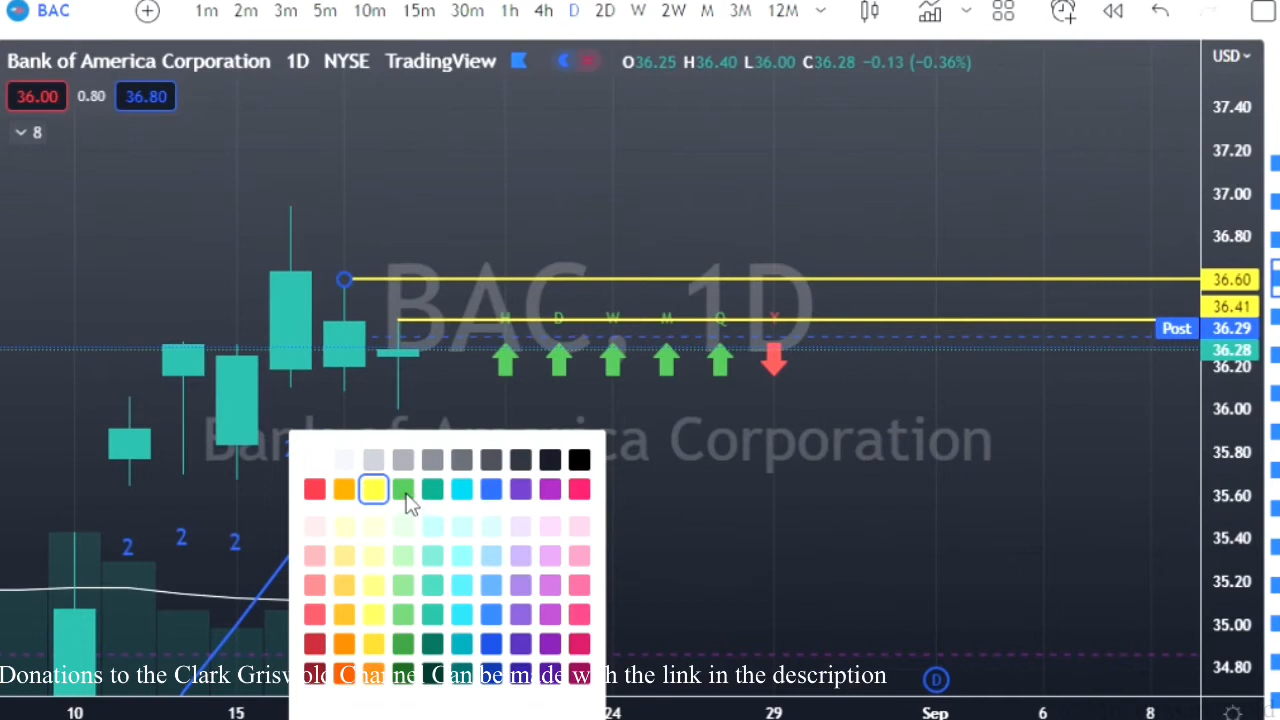 BAC 1m 2m 3m 5m 10m 15m 30m 1h 4h D 2D W 2W M 3M 12M
Bank of America Corporation 1D NYSE TradingView O36.25 H36.40 L36.00 C36.28 −0.13 (−0.36%)
USD
36.00 0.80 36.80
8
37.40
37.20
37.00
36.80
BAC, 1D
36.60
36.41
H D W M Q Y
Post 36.29
36.28
36.20
36.00
Bank of America Corporation
35.80
35.60
35.40
2 2 2
35.20
35.00
34.80
Donations to the Clark Griswold Channel Can be made with the link in the description
D
10 15 24 29 Sep 6 8